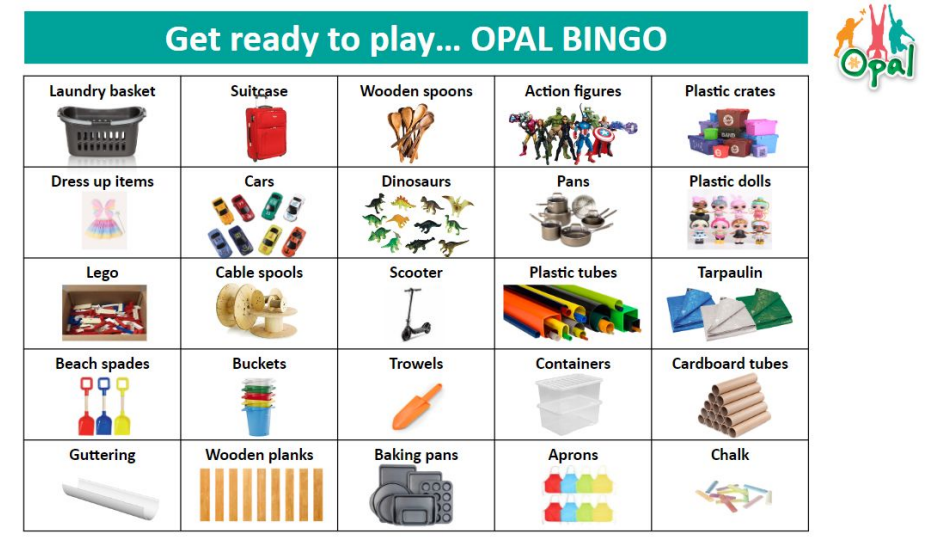 Get ready to play... OPAL BINGO
Opal
Laundry basket
Suitcase
Wooden spoons
Action figures
Plastic crates
Dress up items
Cars
Dinosaurs
Pans
Plastic dolls
Lego
Cable spools
Scooter
Plastic tubes
Tarpaulin
Beach spades
Buckets
Trowels
Containers
Cardboard tubes
Guttering
Wooden planks
Baking pans
Aprons
Chalk